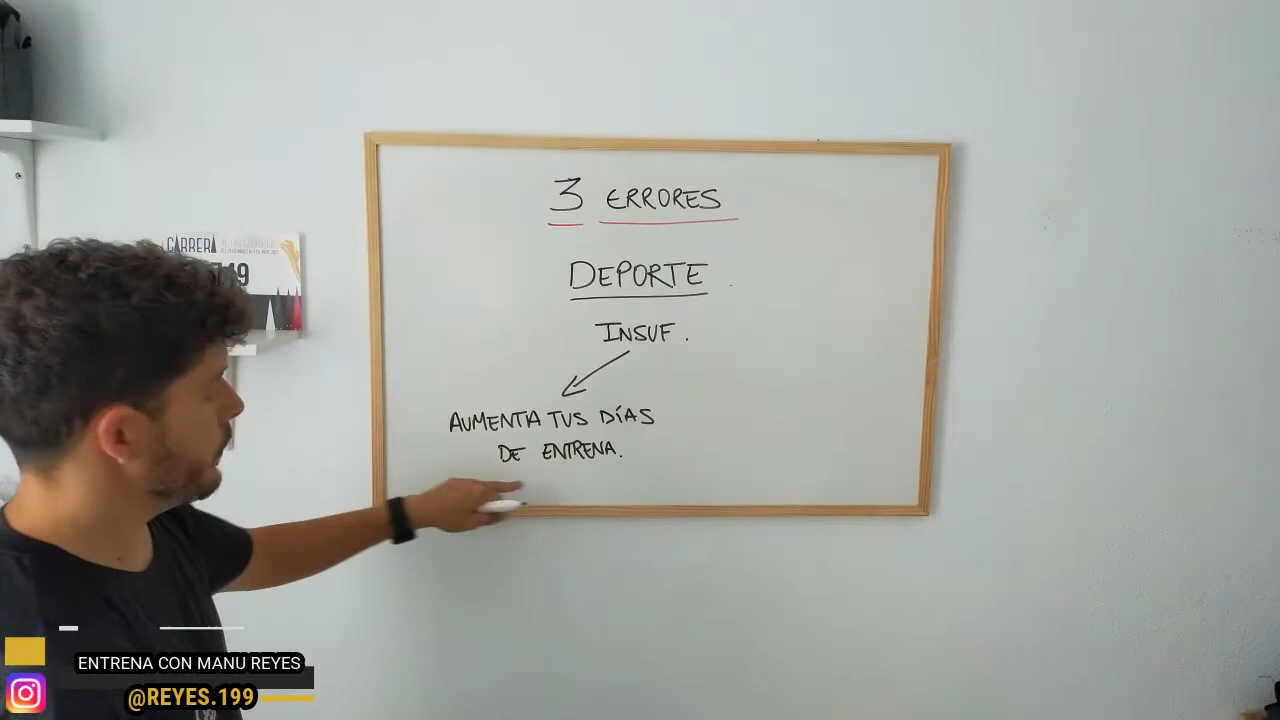 3 ERRORES
DEPORTE
INSUF.
AUMENTA TUS DÍAS
DE ENTRENA.
CARRERA
ENTRENA CON MANU REYES
@REYES.199